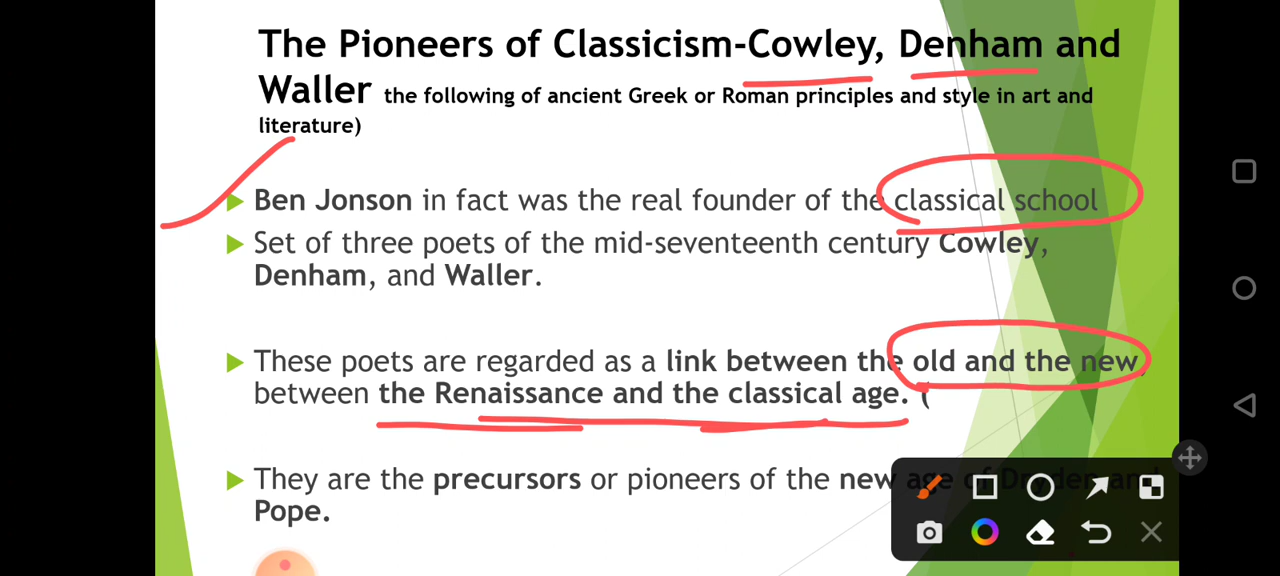 The Pioneers of Classicism-Cowley, Denham and
Waller the following of ancient Greek or Roman principles and style in art and
literature)
Ben Jonson in fact was the real founder of the classical school
Set of three poets of the mid-seventeenth century Cowley,
Denham, and Waller.
These poets are regarded as a link between the old and the new,
between the Renaissance and the classical age. (
They are the precursors or pioneers of the new age of Dryden and
Pope.